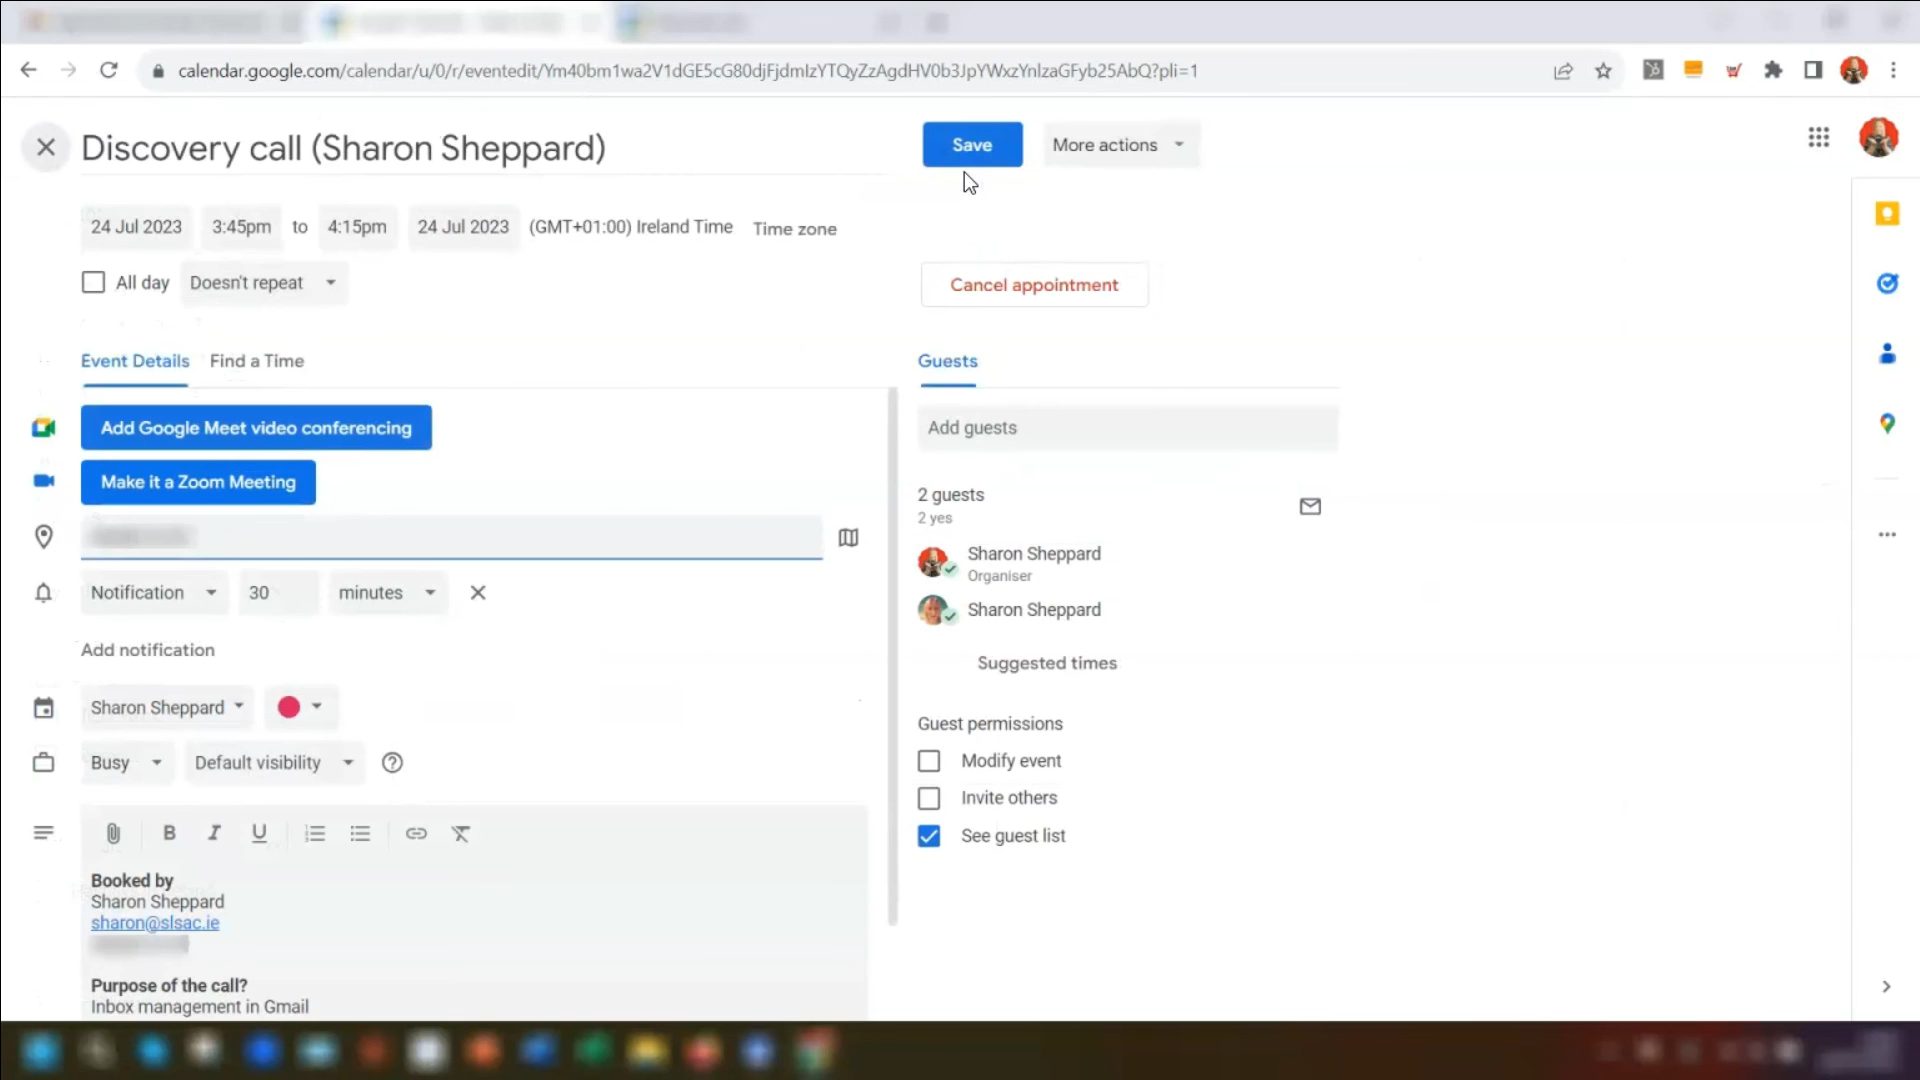 calendar.google.com/calendar/u/0/r/eventedit/Ym40bm1wa2V1dGE5cG80djFjdmIzYTQyZzAgdHV0b3JpYWxzYnlzaGFyb25AbQ?pli=1
Discovery call (Sharon Sheppard)
Save
More actions
24 Jul 2023 3:45pm to 4:15pm 24 Jul 2023 (GMT+01:00) Ireland Time Time zone
All day Doesn't repeat
Cancel appointment
Event Details Find a Time
Guests
Add Google Meet video conferencing
Make it a Zoom Meeting
Notification 30 minutes
Add notification
Sharon Sheppard
Busy Default visibility
Booked by
Sharon Sheppard
sharon@slsac.ie
Purpose of the call?
Inbox management in Gmail
Add guests
2 guests
2 yes
Sharon Sheppard
Organiser
Sharon Sheppard
Suggested times
Guest permissions
Modify event
Invite others
See guest list